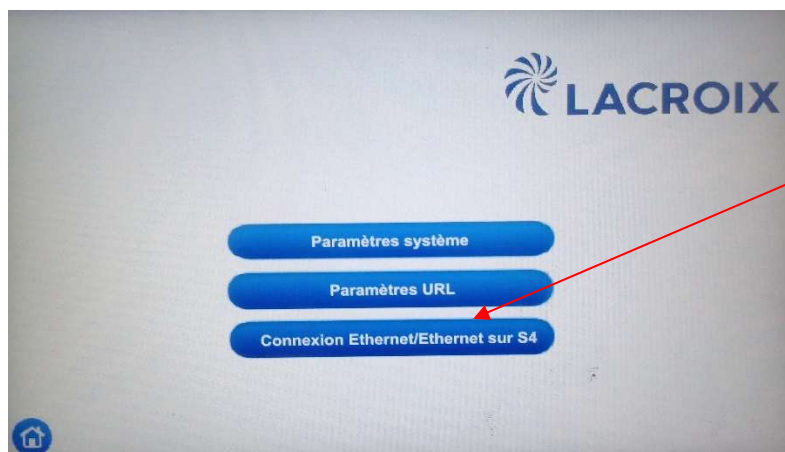 LACROIX
Paramètres système
Paramètres URL
Connexion Ethernet/Ethernet sur S4